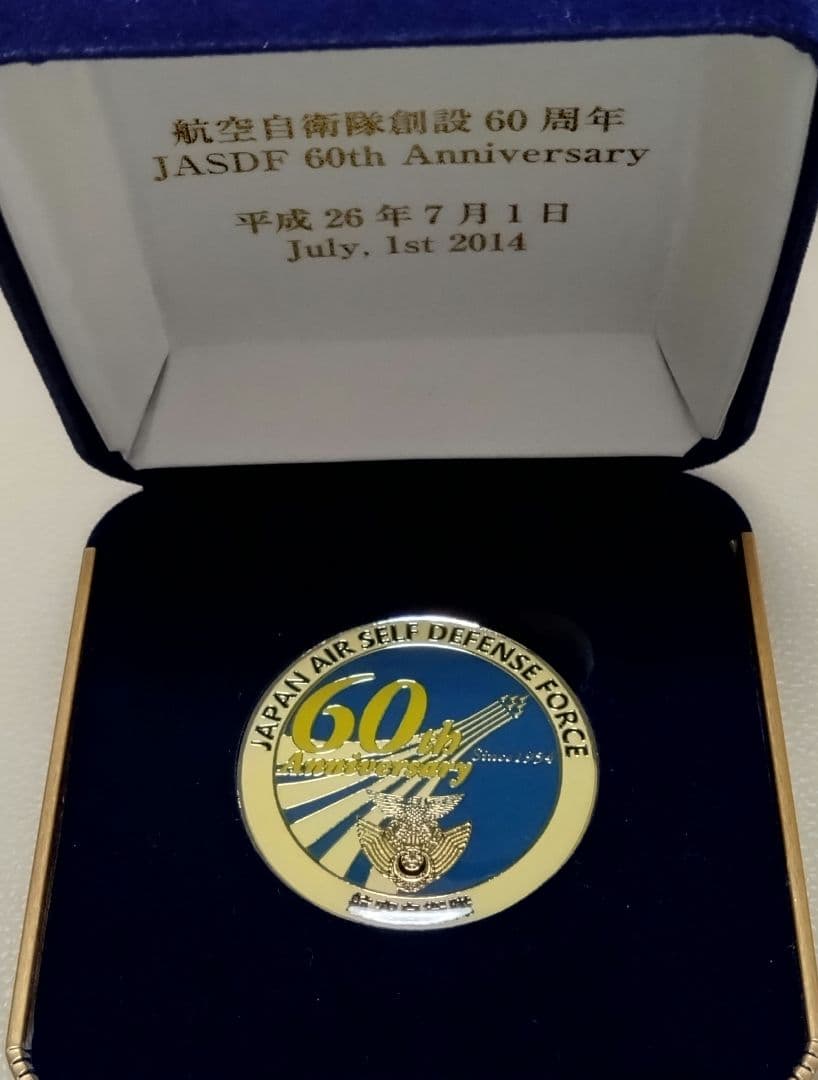 航空自衛隊創設 60 周年
JASDF 60th Anniversary
平成 26 年 7 月 1 日
July, 1st 2014
JAPAN AIR SELF DEFENSE FORCE
60th
Anniversary
Since 1954
航空自衛隊